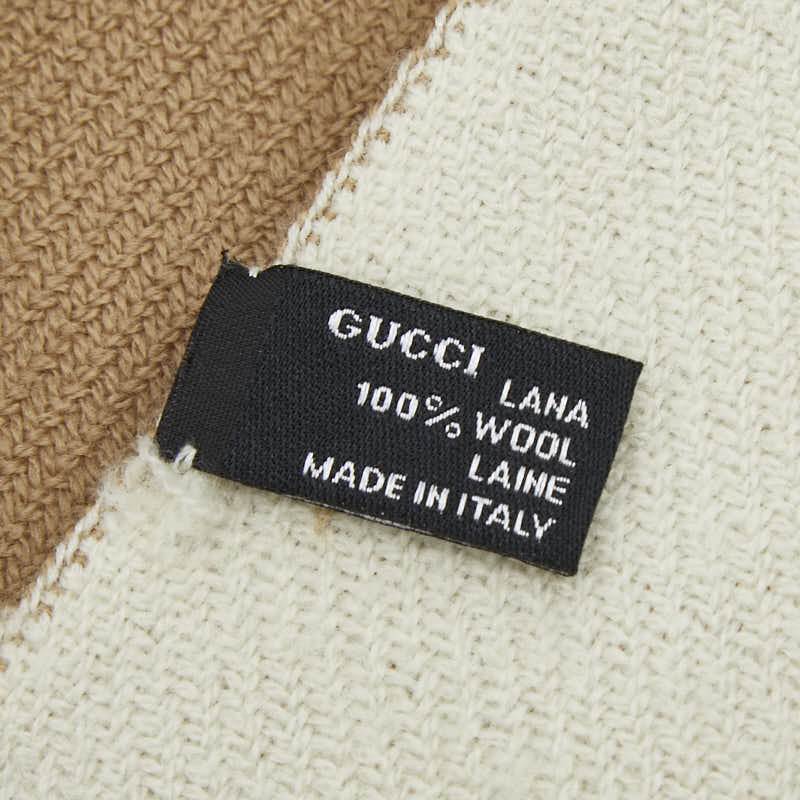 GUCCI
LANA
100% WOOL
LAINE
MADE IN ITALY